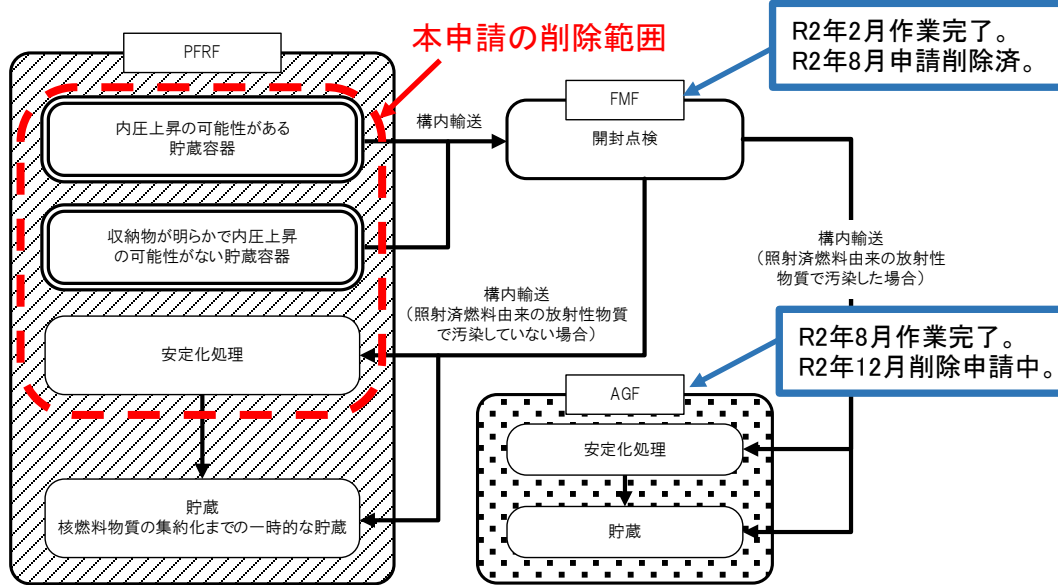 PFRF
本申請の削除範囲
R2年2月作業完了。
R2年8月申請削除済。
内圧上昇の可能性がある
貯蔵容器
構内輸送
FMF
開封点検
収納物が明らかで内圧上昇
の可能性がない貯蔵容器
構内輸送
（照射済燃料由来の放射性
物質で汚染した場合）
構内輸送
（照射済燃料由来の放射性物質
で汚染していない場合）
安定化処理
R2年8月作業完了。
R2年12月削除申請中。
AGF
安定化処理
貯蔵
貯蔵
核燃料物質の集約化までの一時的な貯蔵